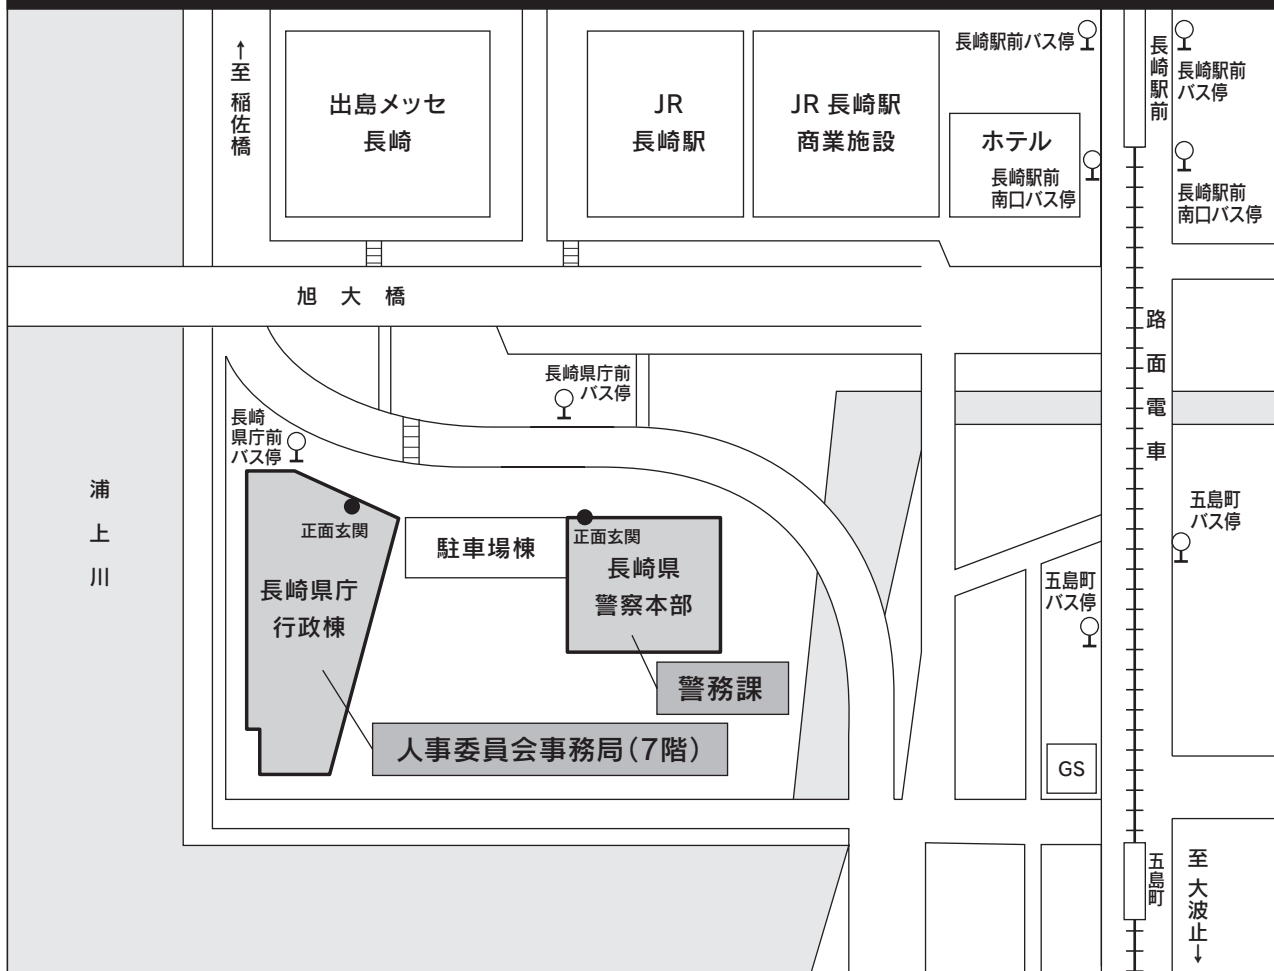 ↑至 稲佐橋
出島メッセ
長崎
JR
長崎駅
JR 長崎駅
商業施設
長崎駅前バス停
ホテル
長崎駅前
南口バス停
長崎駅前
長崎駅前
バス停
長崎駅前
南口バス停
旭大橋
路面電車
長崎県庁前
バス停
長崎
県庁前
バス停
浦上川
正面玄関
長崎県庁
行政棟
駐車場棟
正面玄関
長崎県
警察本部
警務課
人事委員会事務局(7階)
五島町
バス停
五島町
バス停
GS
五島町
至 大波止↓